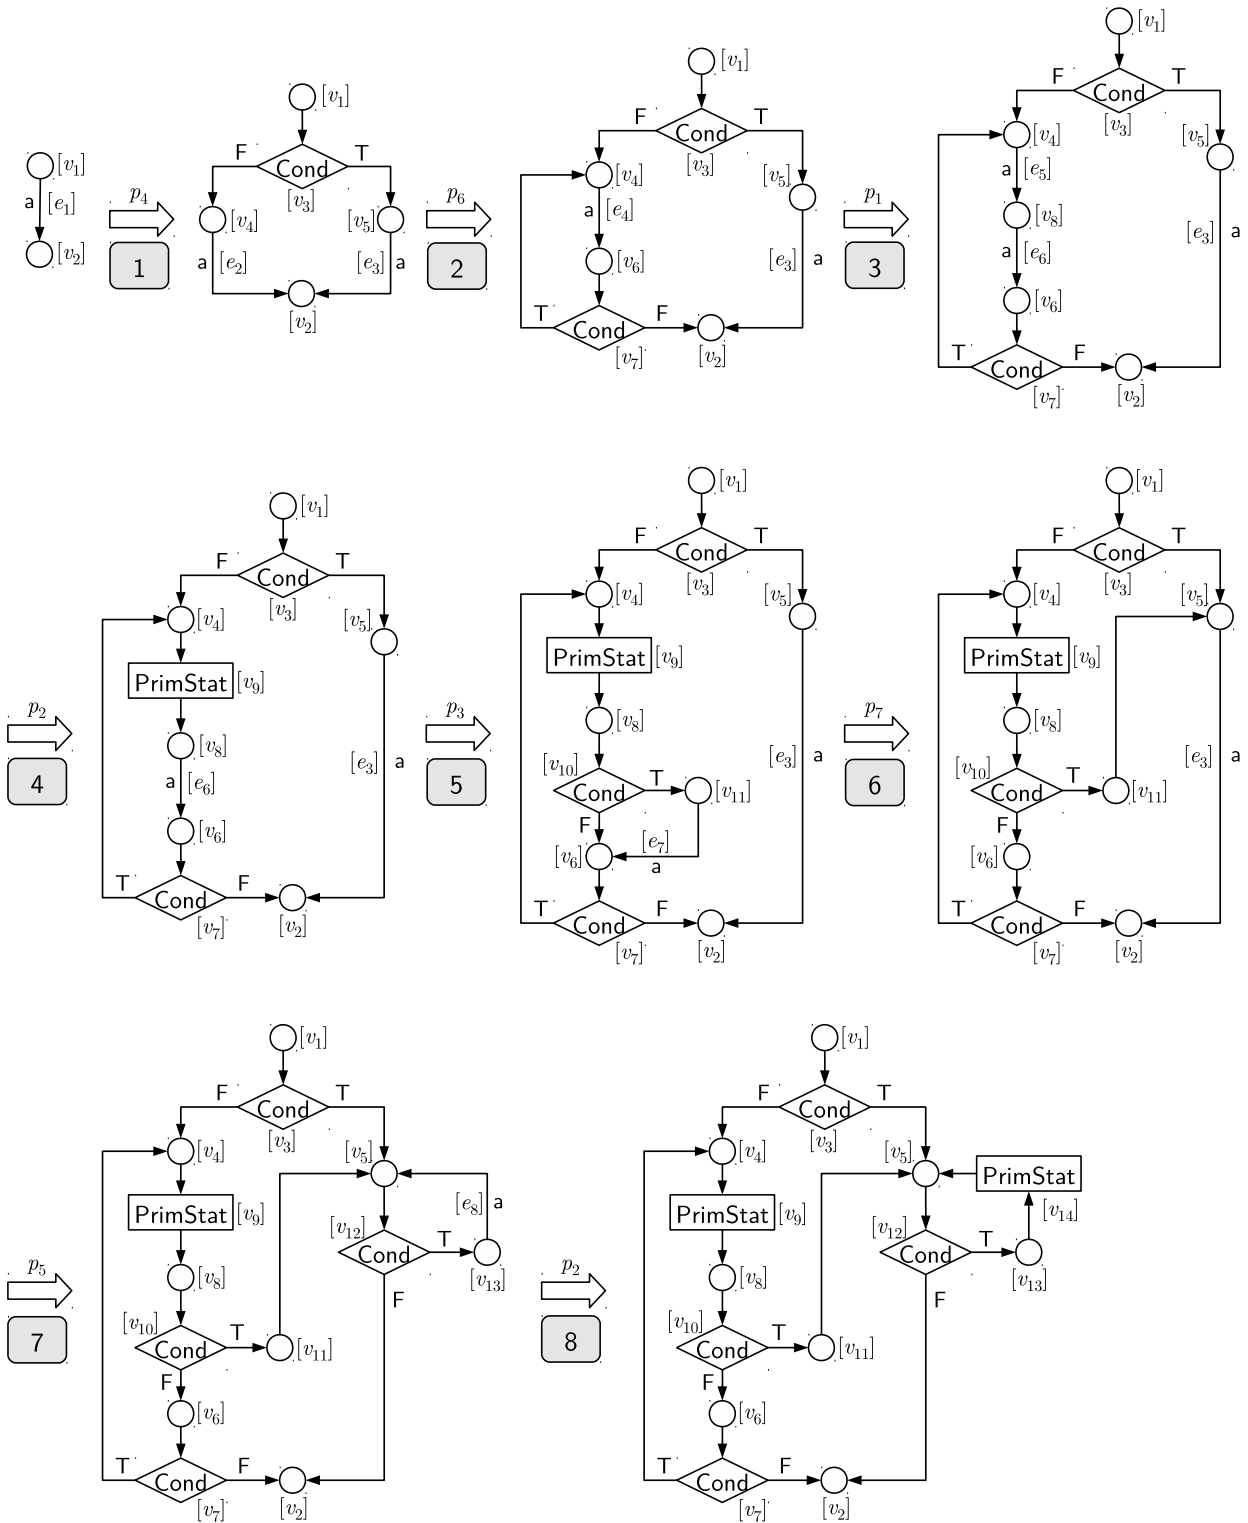 [v1]
a [e1]
[v2]
p4
1
[v1]
F Cond T
[v3]
[v4] [v5]
a [e2] [e3] a
[v2]
p6
2
[v1]
F Cond T
[v3]
[v4] [v5]
a [e4]
[v6] [e3] a
T Cond F
[v7] [v2]
p1
3
[v1]
F Cond T
[v3]
[v4] [v5]
a [e5]
[v8]
a [e6] [e3] a
[v6]
T Cond F
[v7] [v2]
p2
4
[v1]
F Cond T
[v3]
[v4] [v5]
PrimStat [v9]
[v8]
a [e6] [e3] a
[v6]
T Cond F
[v7] [v2]
p3
5
[v1]
F Cond T
[v3]
[v4] [v5]
PrimStat [v9]
[v8]
[v10] [e3] a
Cond T [v11]
F [e7]
[v6] a
T Cond F
[v7] [v2]
p7
6
[v1]
F Cond T
[v3]
[v4] [v5]
PrimStat [v9]
[v8]
[v10] [e3] a
Cond T [v11]
F
[v6]
T Cond F
[v7] [v2]
p5
7
[v1]
F Cond T
[v3]
[v4] [v5]
PrimStat [v9] [e8] a
[v12] Cond T
[v8] [v13]
F
[v10] Cond T [v11]
F
[v6]
T Cond F
[v7] [v2]
p2
8
[v1]
F Cond T
[v3]
[v4] [v5] PrimStat
PrimStat [v9] [v14]
[v12] Cond T
[v8] [v13]
F
[v10] Cond T [v11]
F
[v6]
T Cond F
[v7] [v2]